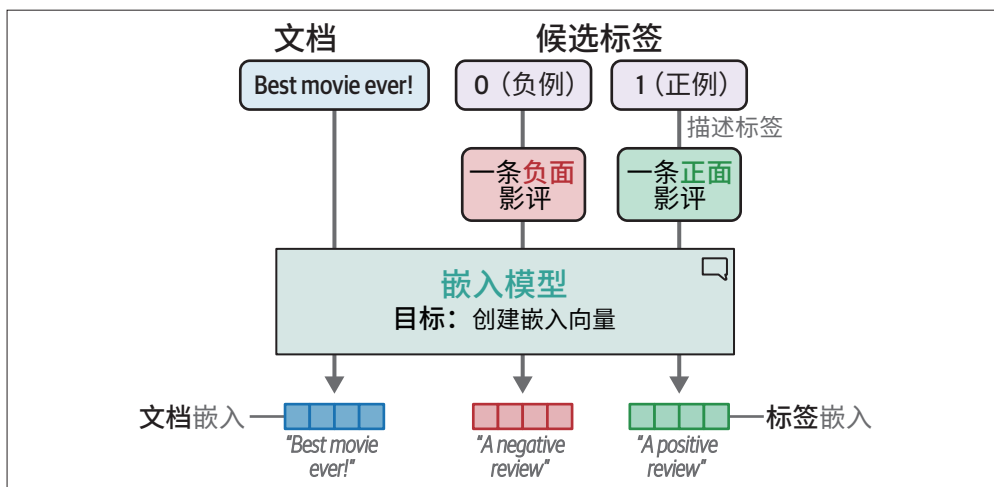 文档
候选标签
Best movie ever!
0（负例）
1（正例）
描述标签
一条负面
影评
一条正面
影评
嵌入模型
目标：创建嵌入向量
文档嵌入
标签嵌入
"Best movie
ever!"
"A negative
review"
"A positive
review"